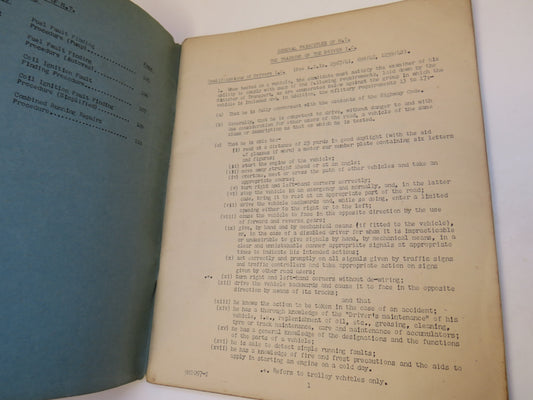 Fuel Fault Finding
Procedure (Pump)
Fuel Fault Finding
Procedure
Coil Ignition Fault
Finding Procedure
Coil Ignition Fault Finding
Procedure (Simplified)
Combined Running Repairs
Procedure
GENERAL PRINCIPLES OF M.T.
THE TRAINING OF THE DRIVER I.C.
1. When tested in a vehicle, the candidate must satisfy the examiner of his
ability to cope with each of the following requirements, laid down by the
Minister of Transport, as are enumerated below against the group in which the
vehicle is included and, in addition, the military requirements 13 to 17:-
(a) That he is fully conversant with the contents of the Highway Code.
(b) Generally, that he is competent to drive, without danger to and with
due consideration for other users of the road, a vehicle of the same
class or description as that on which he is tested.
(c) That he is able to:-
(i) read at a distance of 25 yards in good daylight (with the aid
of glasses if worn) a motor car number plate containing six letters
and figures;
(ii) start the engine of the vehicle;
(iii) move away straight ahead or at an angle;
(iv) overtake, meet or cross the path of other vehicles and take an
appropriate course;
(v) turn right and left-hand corners correctly;
(vi) stop the vehicle in an emergency and normally, and, in the latter
case, bring it to rest at an appropriate part of the road;
(vii) drive the vehicle backwards and, while so doing, enter a limited
opening either to the right or to the left;
(viii) cause the vehicle to face in the opposite direction by the use
of forward and reverse gears;
(ix) give, by hand and by mechanical means (if fitted to the vehicle),
or, in the case of a disabled driver for whom it is impracticable
or undesirable to give signals by hand, by mechanical means, in a
clear and unmistakable manner appropriate signals at appropriate
times to indicate his intended actions;
(x) act correctly and promptly on all signals given by traffic signs
and traffic controllers and take appropriate action on signs
given by other road users;
(xi) turn right and left-hand corners without de-wiring;
(xii) drive the vehicle backwards and cause it to face in the opposite
direction by means of its trucks;
and that
(xiii) he knows the action to be taken in the case of an accident;
(xiv) he has a thorough knowledge of the "Driver's maintenance" of his
vehicle, i.e., replenishment of oil, etc., greasing, cleaning,
tyre or truck maintenance, care and maintenance of accumulators;
(xv) he has a general knowledge of the designations and the functions
of the parts of a vehicle;
(xvi) he is able to detect simple running faults;
(xvii) he has a knowledge of fire and frost precautions and the aids to
apply in starting an engine on a cold day.
Refers to trolley vehicles only.
1